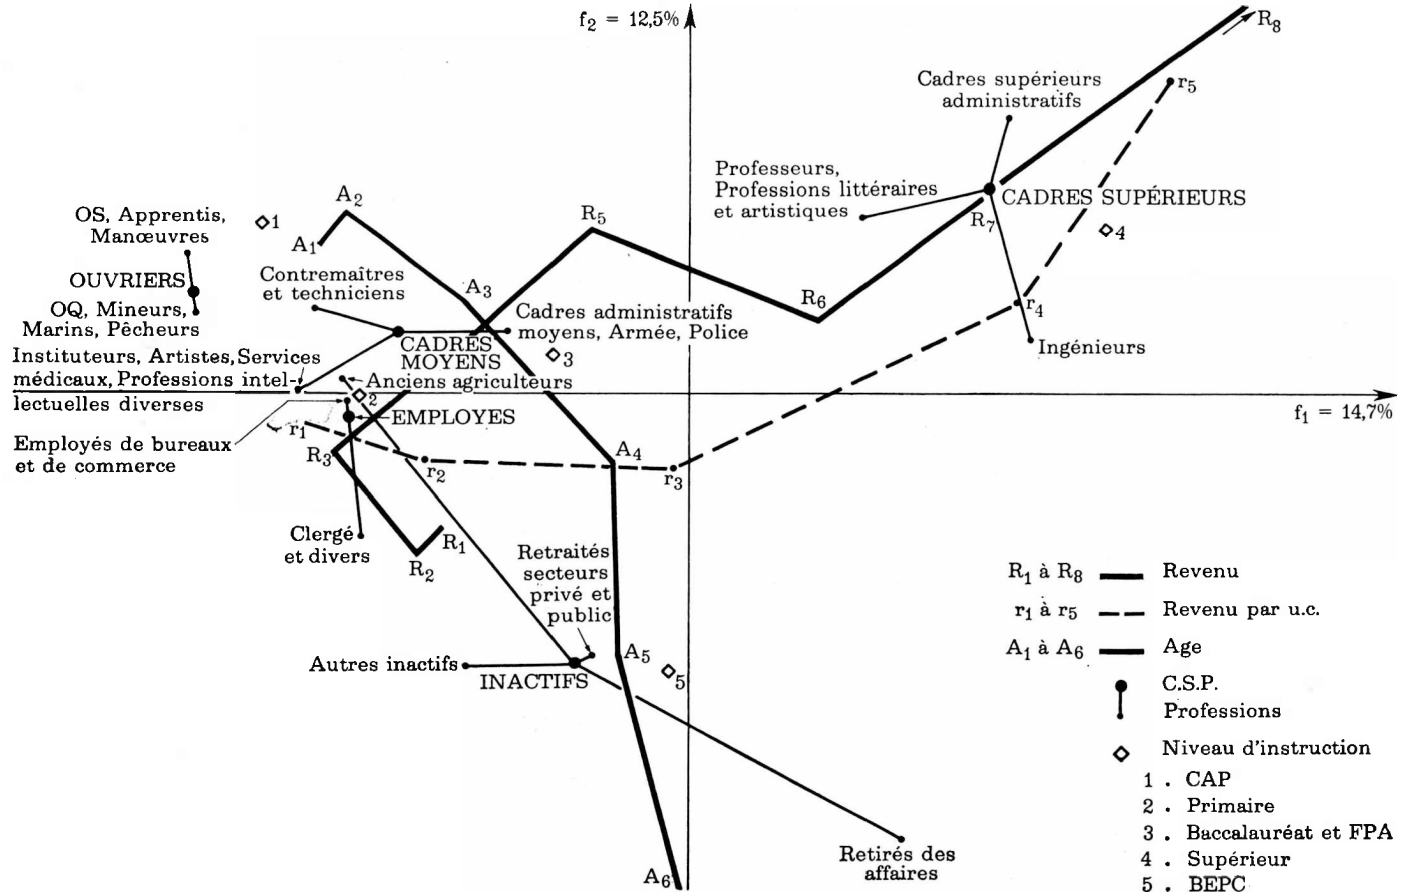 f2 = 12,5%
R8
Cadres supérieurs
administratifs
r5
Professeurs,
Professions littéraires
et artistiques
CADRES SUPÉRIEURS
R7
4
A2
R5
OS, Apprentis,
Manœuvres
1
A1
Contremaîtres
et techniciens
A3
OUVRIERS
OQ, Mineurs,
Marins, Pêcheurs
R6
r4
Cadres administratifs
moyens, Armée, Police
CADRES
MOYENS
3
Ingénieurs
Instituteurs, Artistes, Services
médicaux, Professions intel-
lectuelles diverses
Anciens agriculteurs
2
f1 = 14,7%
EMPLOYES
r1
Employés de bureaux
et de commerce
R3
r2
A4
r3
Clergé
et divers
R1
R2
Retraités
secteurs
privé et
public
A5
5
Autres inactifs
INACTIFS
Retirés des
affaires
A6
R1 à R8 Revenu
r1 à r5 Revenu par u.c.
A1 à A6 Age
C.S.P.
Professions
Niveau d'instruction
1 . CAP
2 . Primaire
3 . Baccalauréat et FPA
4 . Supérieur
5 . BEPC